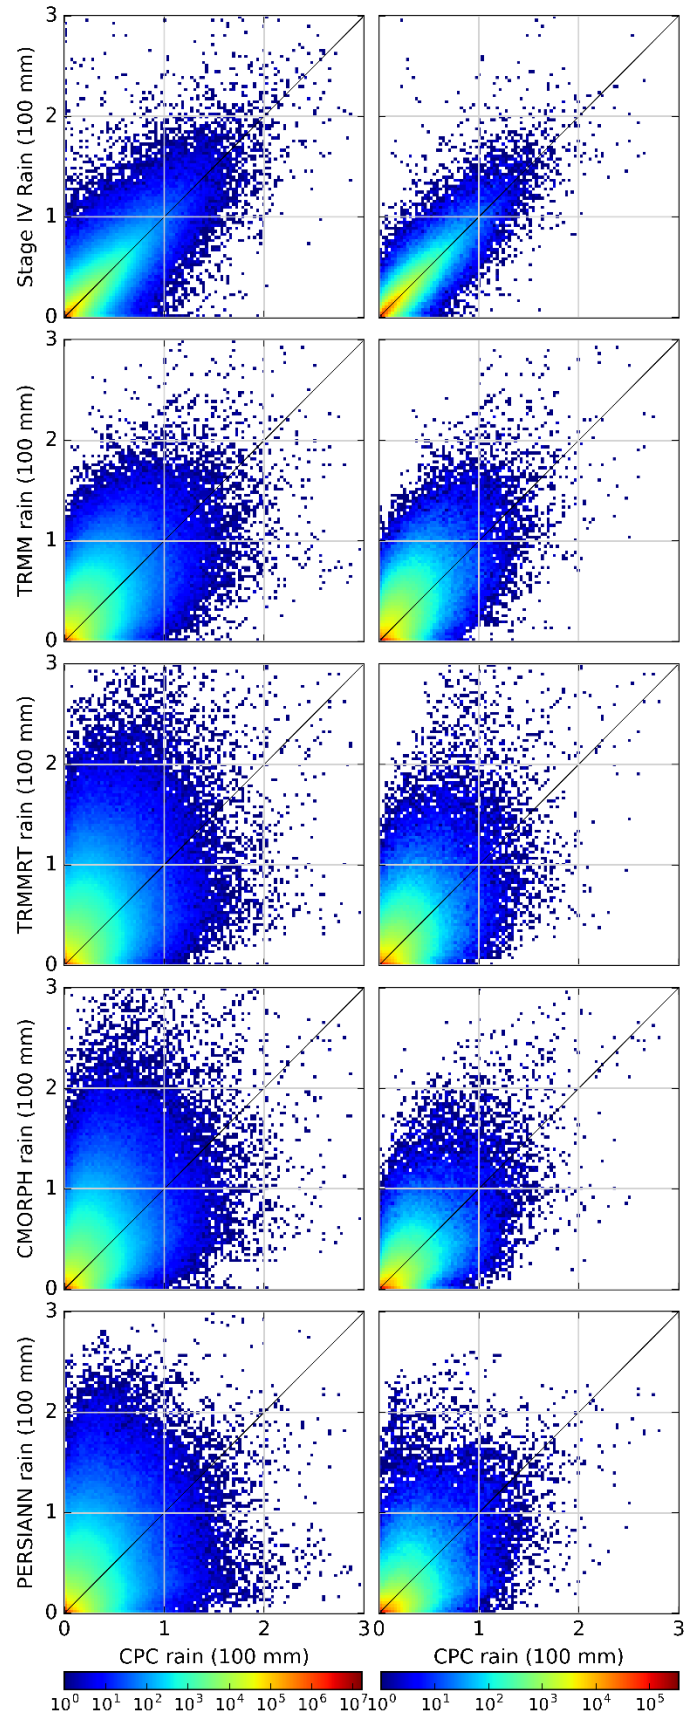 3
2
1
0
Stage IV Rain (100 mm)
3
2
1
0
TRMM rain (100 mm)
3
2
1
0
TRMMRT rain (100 mm)
3
2
1
0
CMORPH rain (100 mm)
3
2
1
0
PERSIANN rain (100 mm)
0 1 2 3 0 1 2 3
CPC rain (100 mm) CPC rain (100 mm)
10⁰ 10¹ 10² 10³ 10⁴ 10⁵ 10⁶ 10⁷ 10⁰ 10¹ 10² 10³ 10⁴ 10⁵